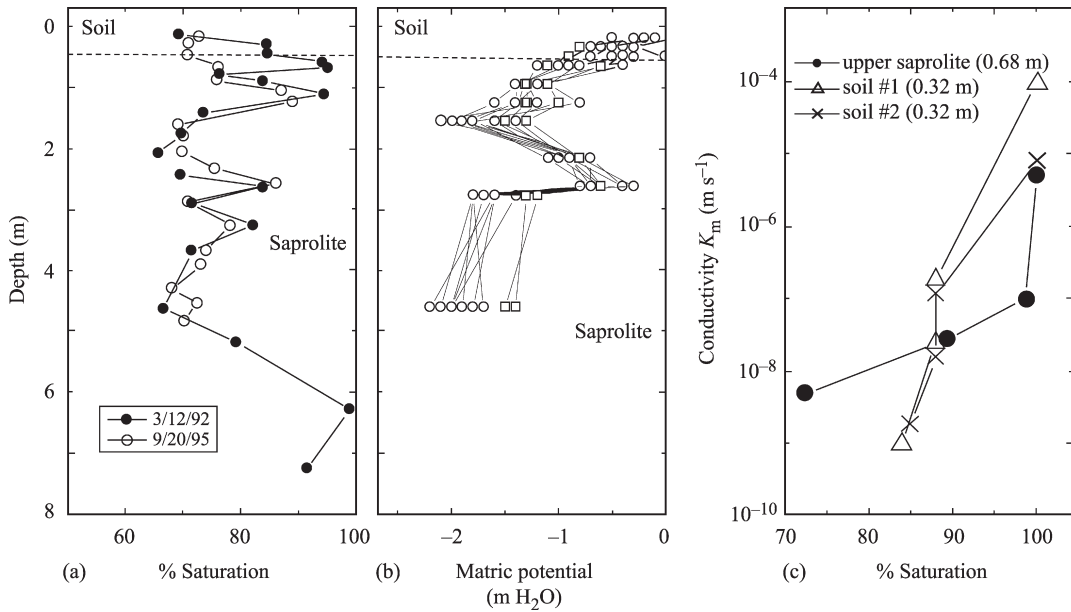 Soil
Saprolite
3/12/92
9/20/95
0
2
4
6
8
Depth (m)
60
80
100
(a)
% Saturation
Soil
Saprolite
−2
−1
0
(b)
Matric potential
(m H₂O)
upper saprolite (0.68 m)
soil #1 (0.32 m)
soil #2 (0.32 m)
10⁻⁴
10⁻⁶
10⁻⁸
10⁻¹⁰
Conductivity Kₘ (m s⁻¹)
70
80
90
100
(c)
% Saturation